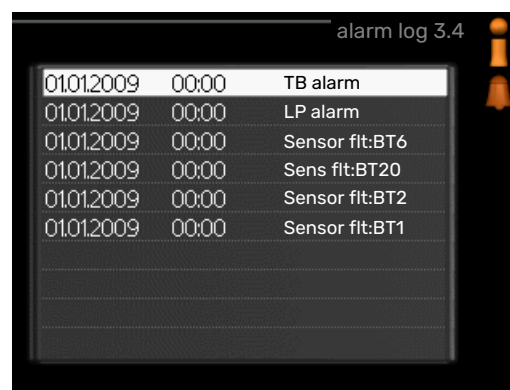 alarm log 3.4
01.01.2009 00:00 TB alarm
01.01.2009 00:00 LP alarm
01.01.2009 00:00 Sensor flt:BT6
01.01.2009 00:00 Sens flt:BT20
01.01.2009 00:00 Sensor flt:BT2
01.01.2009 00:00 Sensor flt:BT1